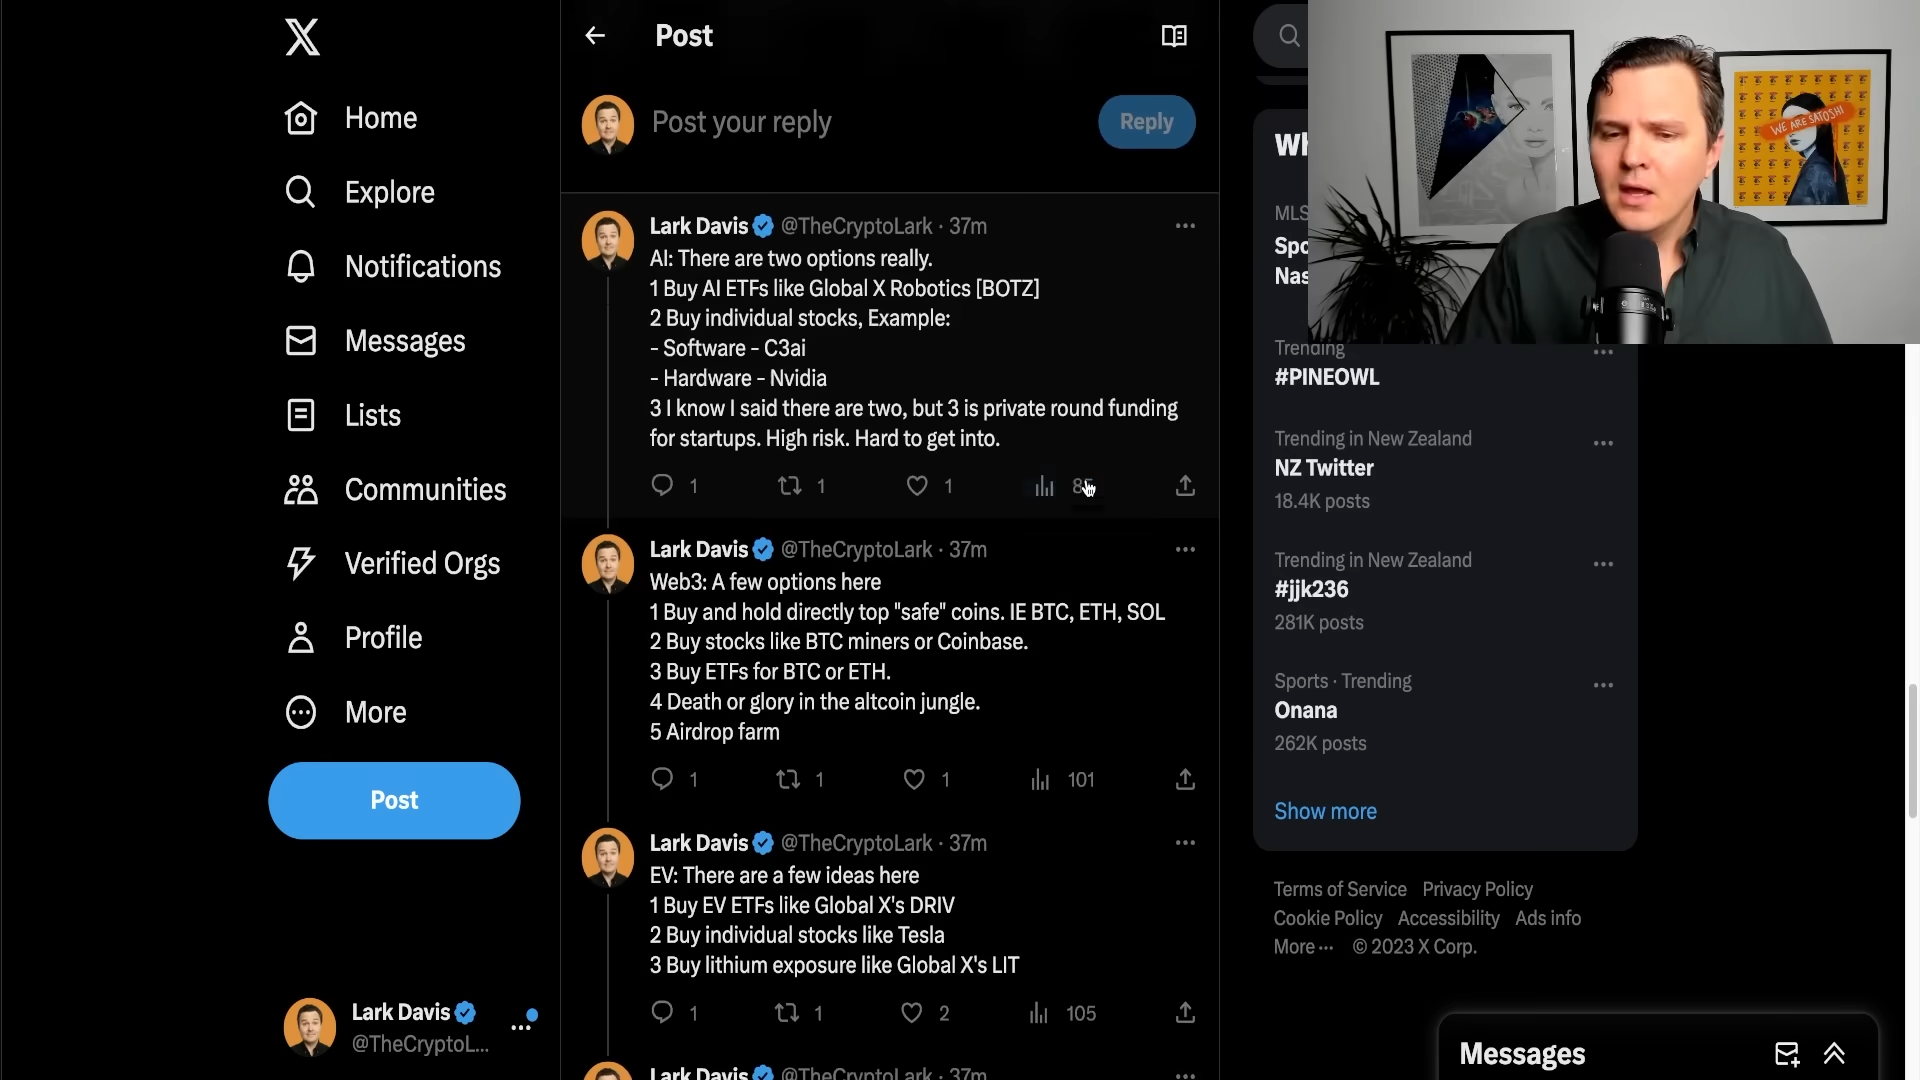 Home
Explore
Notifications
Messages
Lists
Communities
Verified Orgs
Profile
More
Post
Lark Davis
@TheCryptoL...
Post
Post your reply
Reply
Lark Davis @TheCryptoLark · 37m
AI: There are two options really.
1 Buy AI ETFs like Global X Robotics [BOTZ]
2 Buy individual stocks, Example:
- Software - C3ai
- Hardware - Nvidia
3 I know I said there are two, but 3 is private round funding
for startups. High risk. Hard to get into.
1 1 1
Lark Davis @TheCryptoLark · 37m
Web3: A few options here
1 Buy and hold directly top "safe" coins. IE BTC, ETH, SOL
2 Buy stocks like BTC miners or Coinbase.
3 Buy ETFs for BTC or ETH.
4 Death or glory in the altcoin jungle.
5 Airdrop farm
1 1 1 101
Lark Davis @TheCryptoLark · 37m
EV: There are a few ideas here
1 Buy EV ETFs like Global X's DRIV
2 Buy individual stocks like Tesla
3 Buy lithium exposure like Global X's LIT
1 1 2 105
Lark Davis @TheCryptoLark · 37m
WE ARE SATOSHI
Trending
#PINEOWL
Trending in New Zealand
NZ Twitter
18.4K posts
Trending in New Zealand
#jjk236
281K posts
Sports · Trending
Onana
262K posts
Show more
Terms of Service Privacy Policy
Cookie Policy Accessibility Ads info
More ··· © 2023 X Corp.
Messages